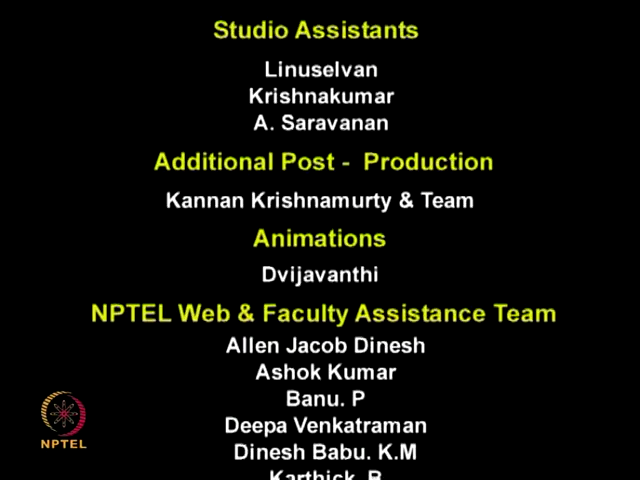 Studio Assistants
Linuselvan
Krishnakumar
A. Saravanan
Additional Post - Production
Kannan Krishnamurty & Team
Animations
Dvijavanthi
NPTEL Web & Faculty Assistance Team
Allen Jacob Dinesh
Ashok Kumar
Banu. P
Deepa Venkatraman
Dinesh Babu. K.M
Karthick. R
NPTEL